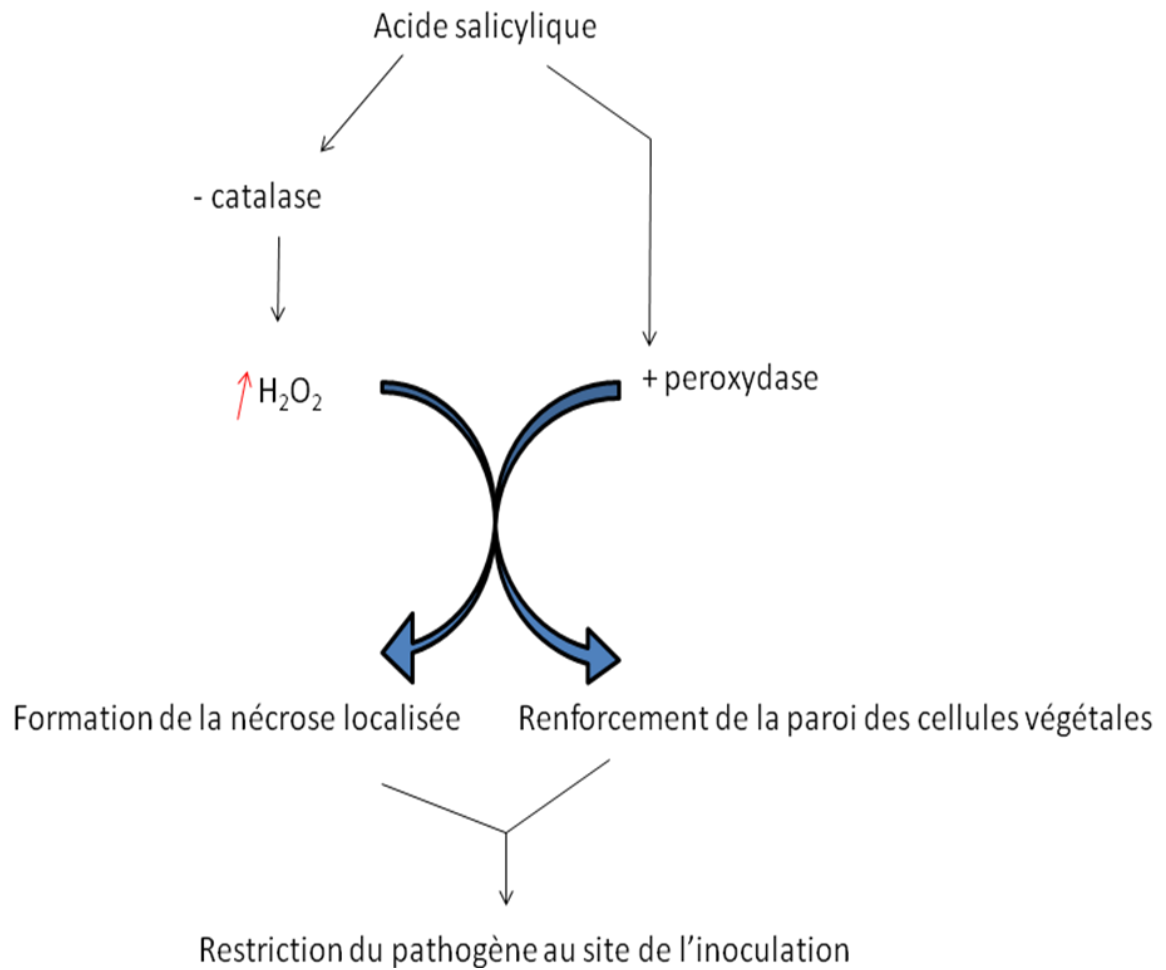 Acide salicylique
- catalase
H₂O₂
+ peroxydase
Formation de la nécrose localisée
Renforcement de la paroi des cellules végétales
Restriction du pathogène au site de l'inoculation